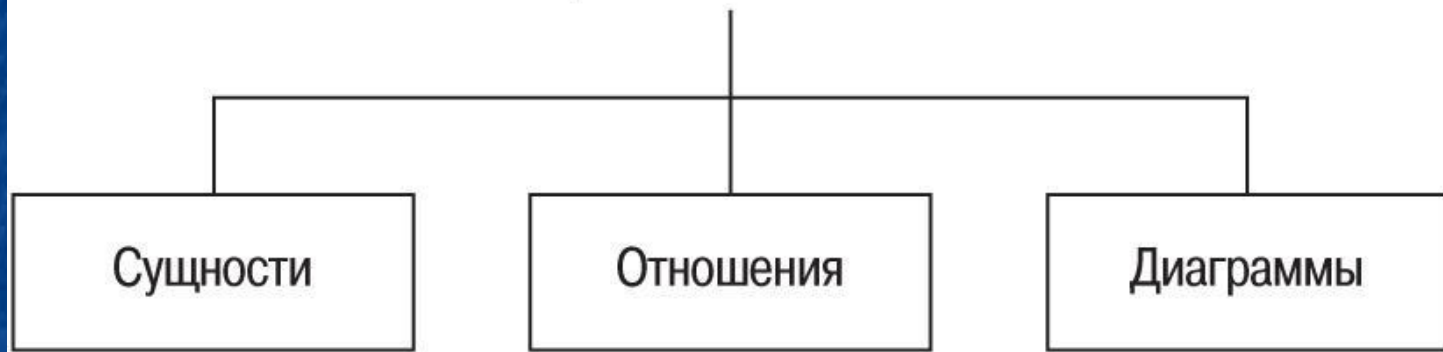 Сущности
Отношения
Диаграммы